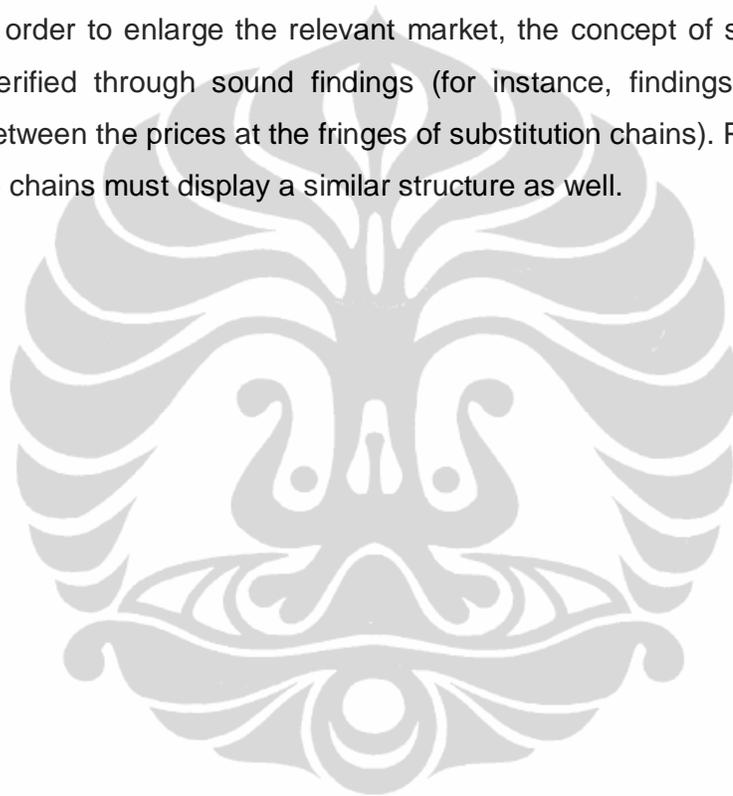 order to enlarge the relevant market, the concept of s
erified through sound findings (for instance, findings
etween the prices at the fringes of substitution chains).
chains must display a similar structure as well.